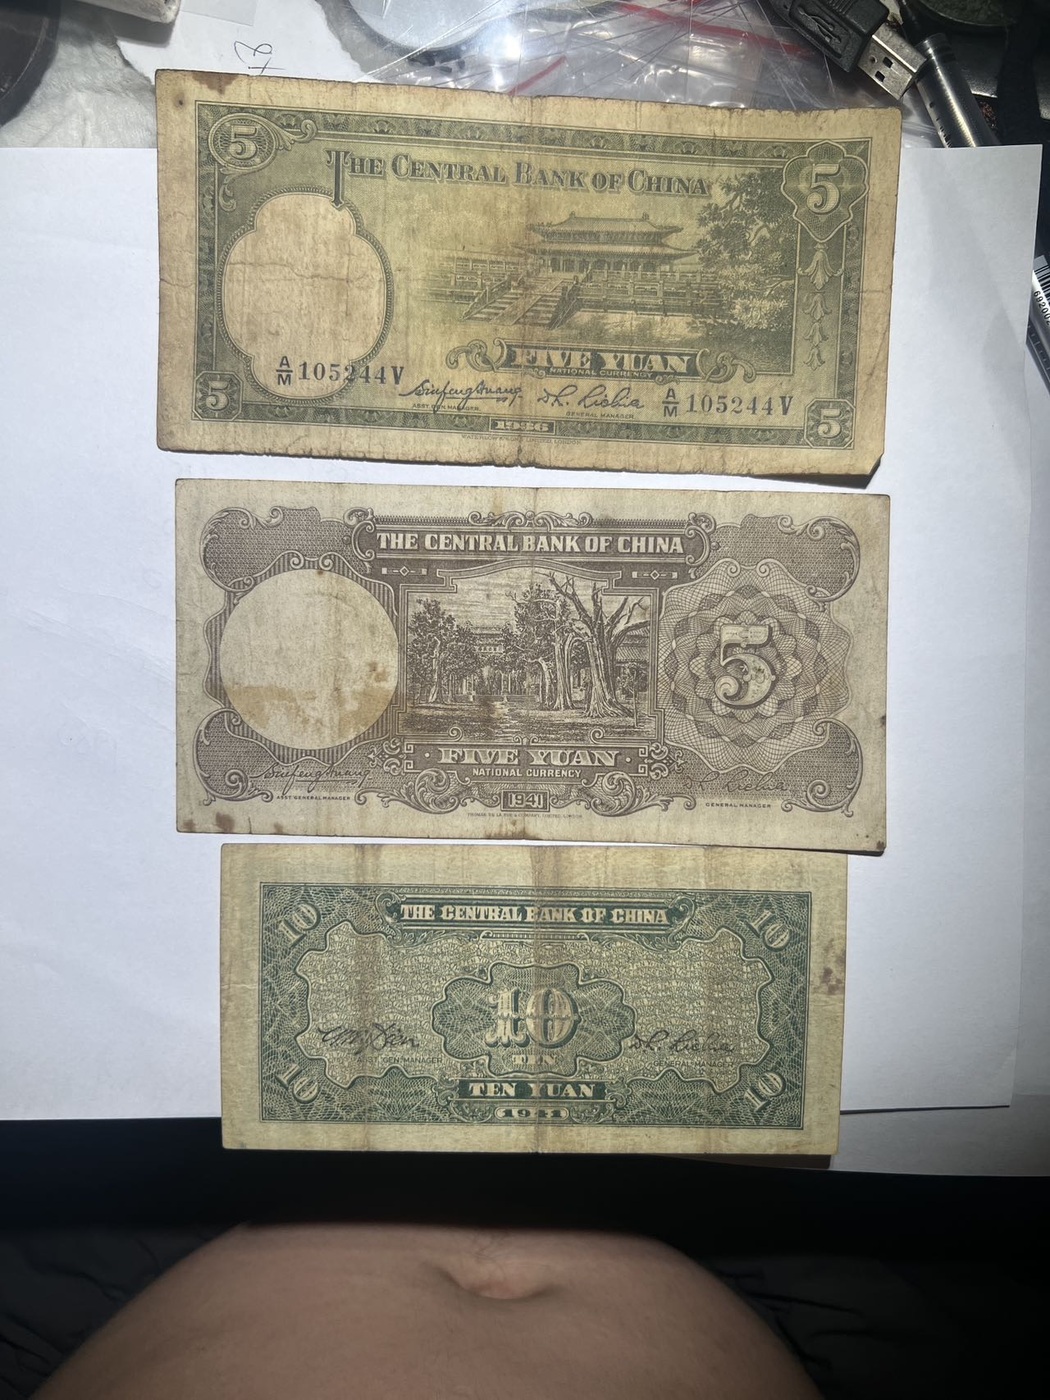 5
THE CENTRAL BANK OF CHINA
5
FIVE YUAN
NATIONAL CURRENCY
A/M 105244V
A/M 105244V
ASST. GEN. MANAGER
GENERAL MANAGER
5
1936
5
THE CENTRAL BANK OF CHINA
5
FIVE YUAN
NATIONAL CURRENCY
ASST GENERAL MANAGER
1941
GENERAL MANAGER
THE CENTRAL BANK OF CHINA
10
10
10
TEN
GEN. MANAGER
10
TEN YUAN
10
1941